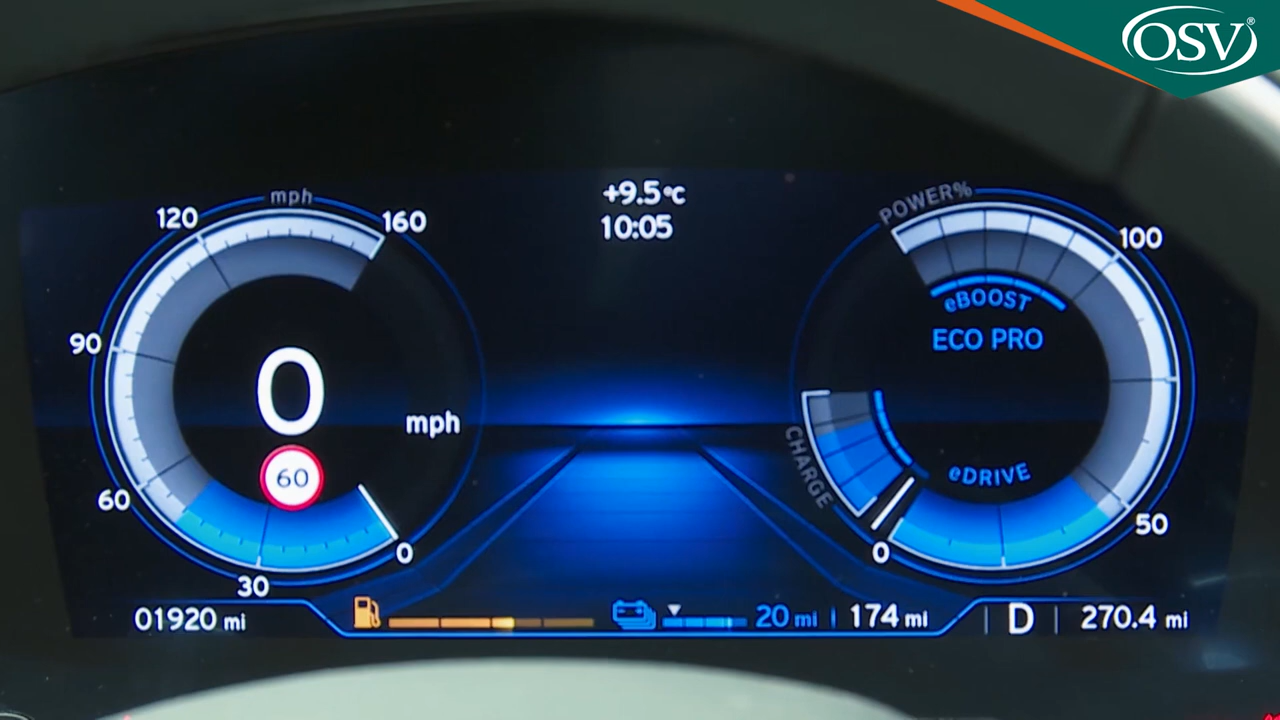 OSV®
mph
120
160
90
0
mph
60
60
30
0
+9.5°C
10:05
POWER%
100
eBOOST
ECO PRO
CHARGE
eDRIVE
50
0
01920 mi
20 mi
174 mi
D
270.4 mi